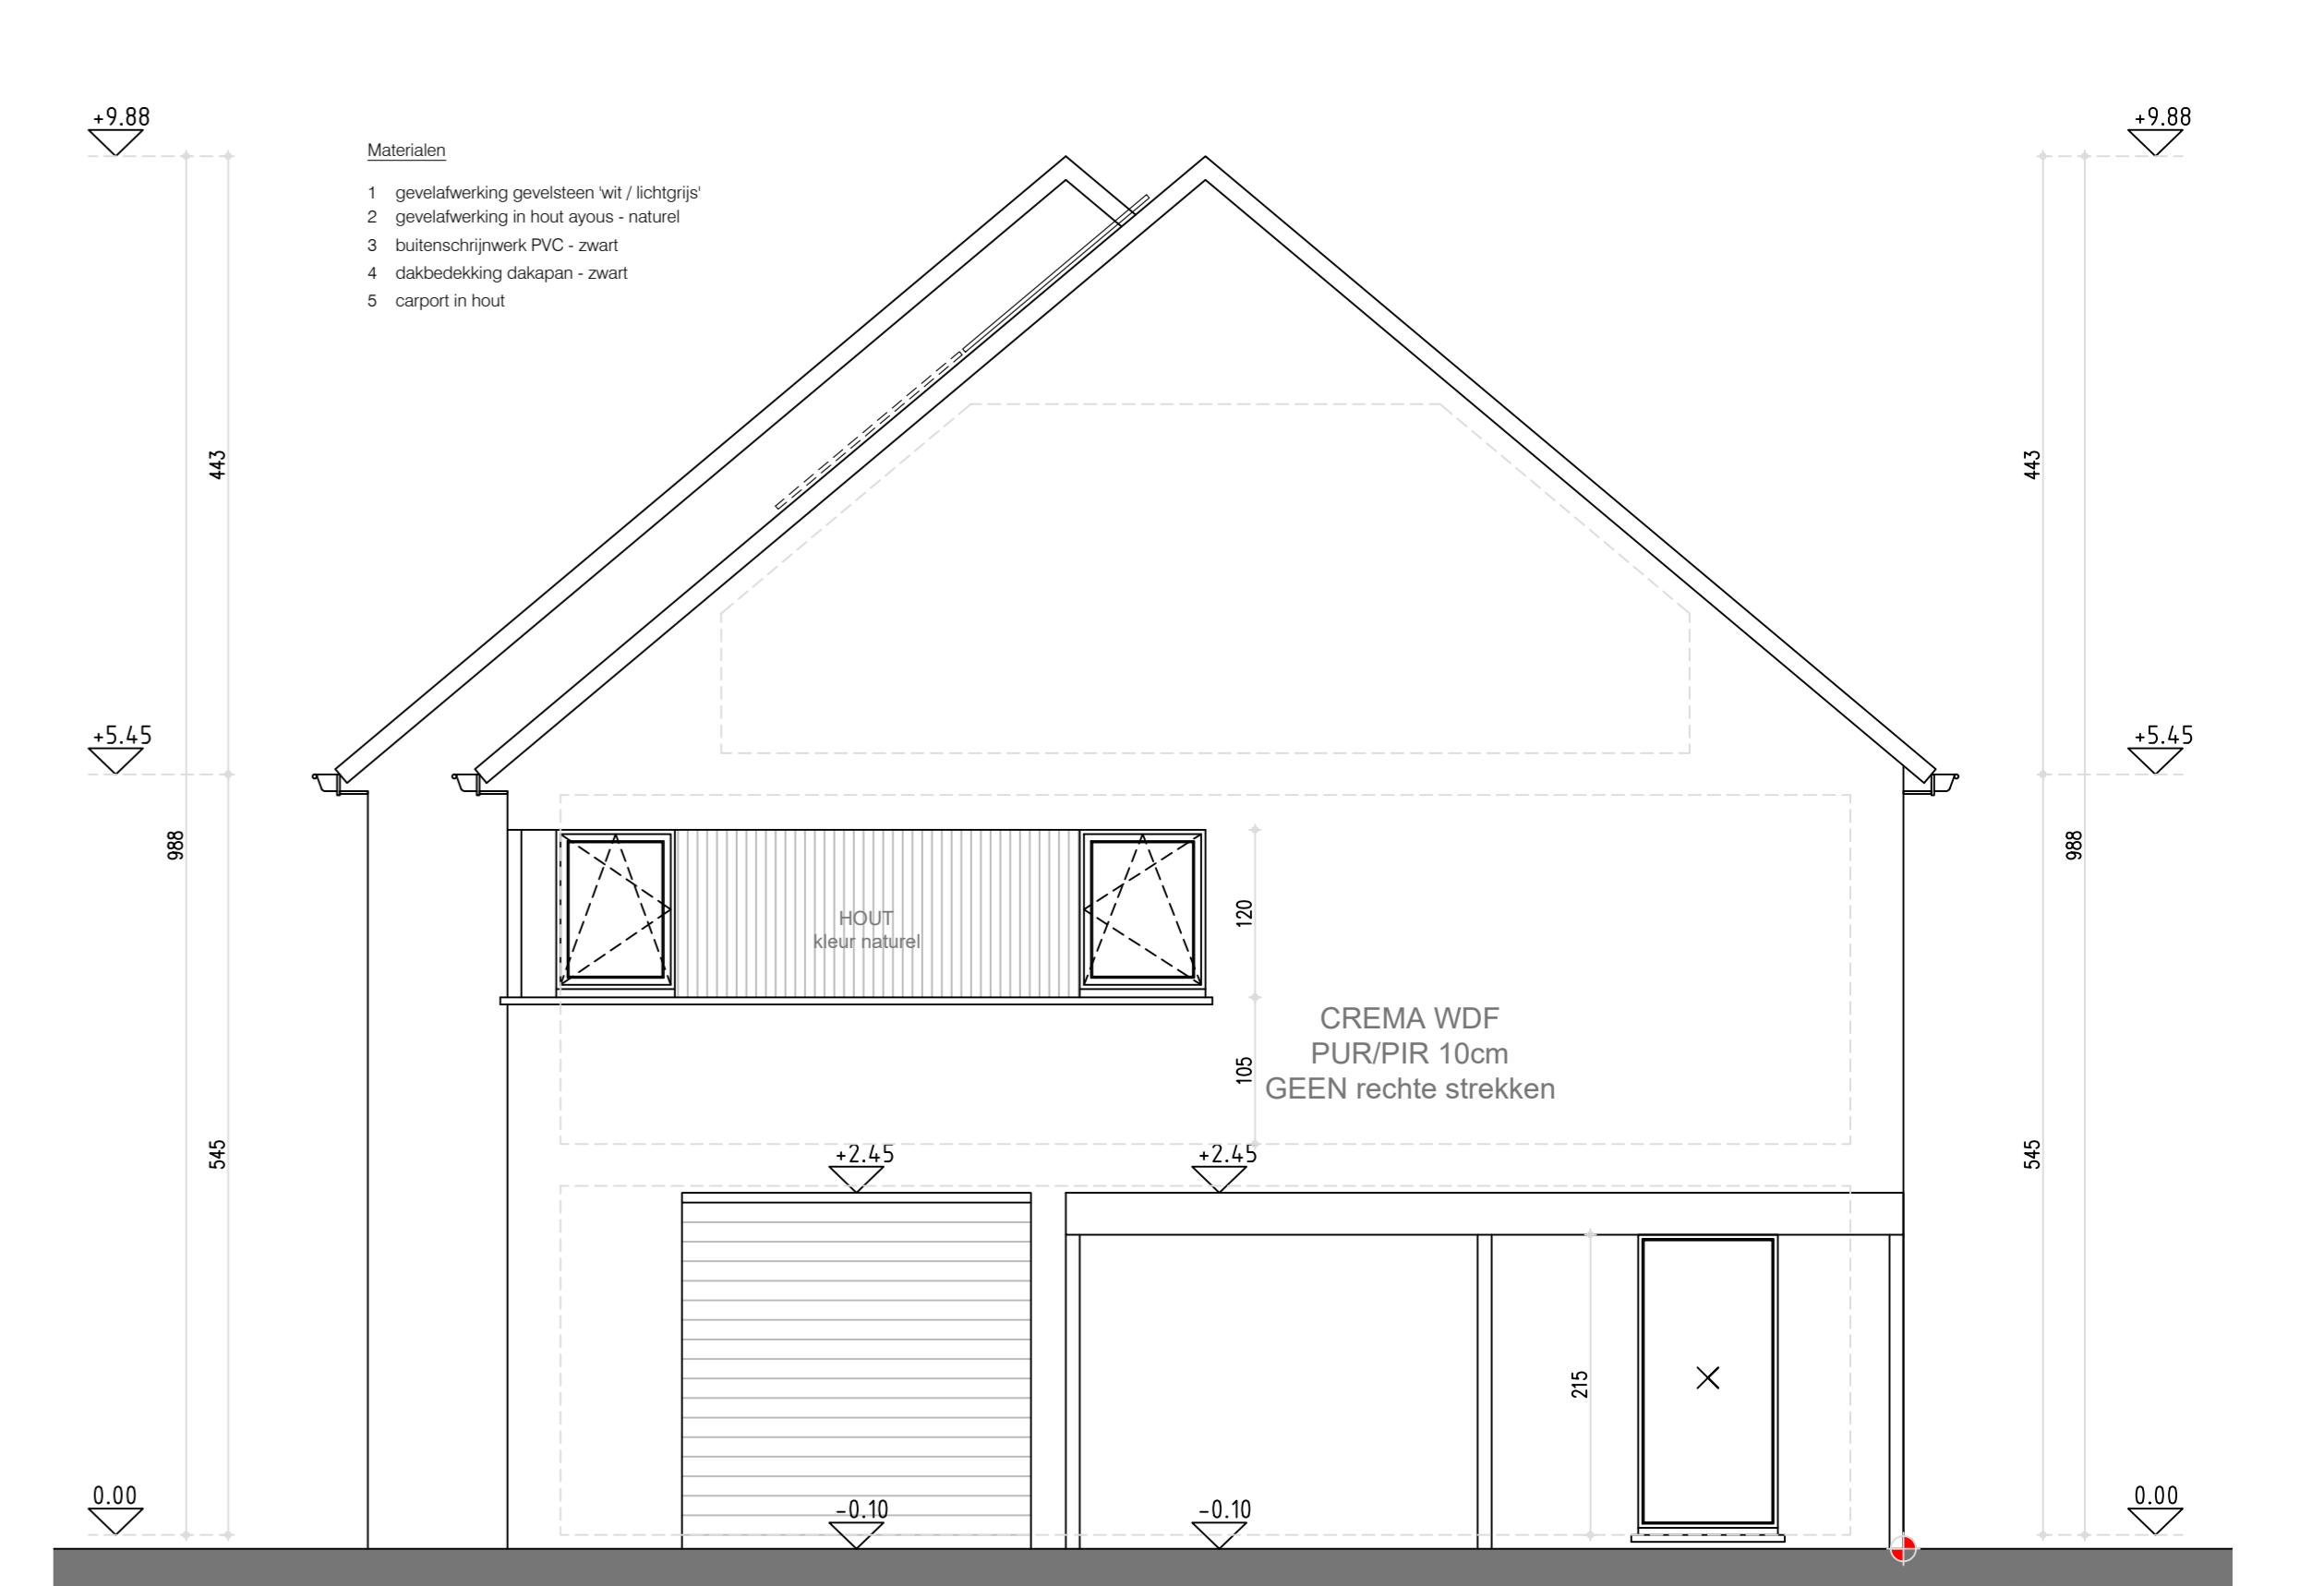 +9.88
+9.88
Materialen
1 gevelafwerking gevelsteen 'wit / lichtgrijs'
2 gevelafwerking in hout ayous - naturel
3 buitenschrijnwerk PVC - zwart
4 dakbedekking dakapan - zwart
5 carport in hout
443
443
+5.45
+5.45
988
988
HOUT
kleur naturel
120
CREMA WDF
PUR/PIR 10cm
GEEN rechte strekken
105
545
545
+2.45
+2.45
215
0.00
-0.10
-0.10
0.00